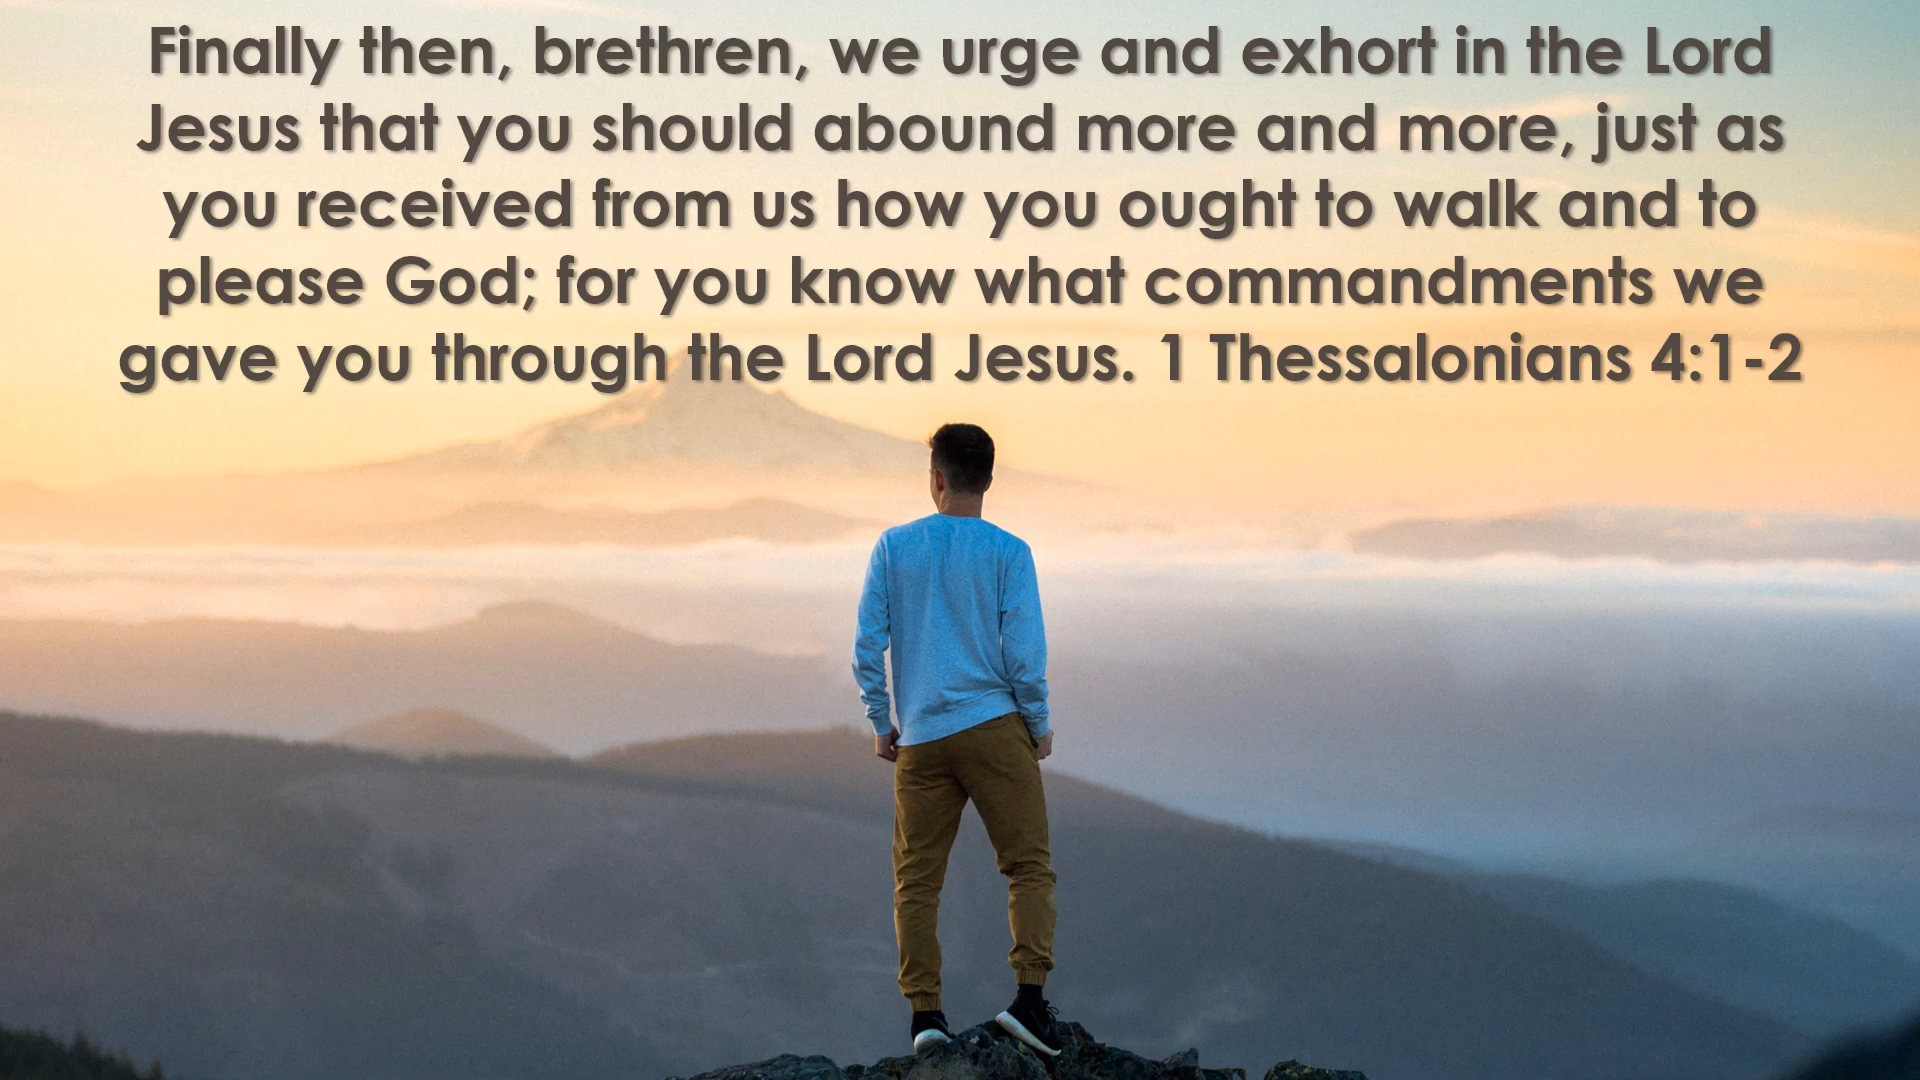 Finally then, brethren, we urge and exhort in the Lord
Jesus that you should abound more and more, just as
you received from us how you ought to walk and to
please God; for you know what commandments we
gave you through the Lord Jesus. 1 Thessalonians 4:1-2